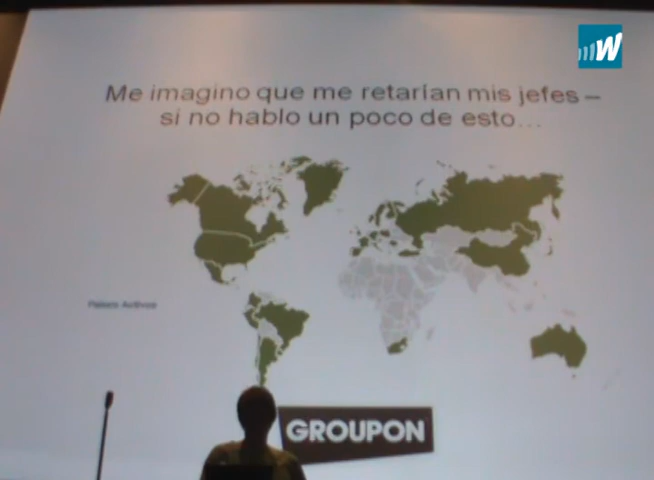 W
Me imagino que me retarían mis jefes –
si no hablo un poco de esto...
Países Activos
GROUPON